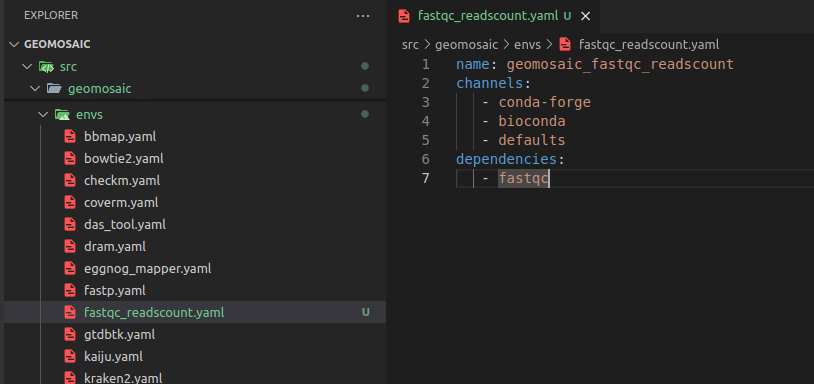 EXPLORER
GEOMOSAIC
src
geomosaic
envs
bbmap.yaml
bowtie2.yaml
checkm.yaml
coverm.yaml
das_tool.yaml
dram.yaml
eggnog_mapper.yaml
fastp.yaml
fastqc_readscount.yaml U
gtdbtk.yaml
kaiju.yaml
kraken2.yaml
fastqc_readscount.yaml U
src > geomosaic > envs > fastqc_readscount.yaml
1 name: geomosaic_fastqc_readscount
2 channels:
3 - conda-forge
4 - bioconda
5 - defaults
6 dependencies:
7 - fastqc